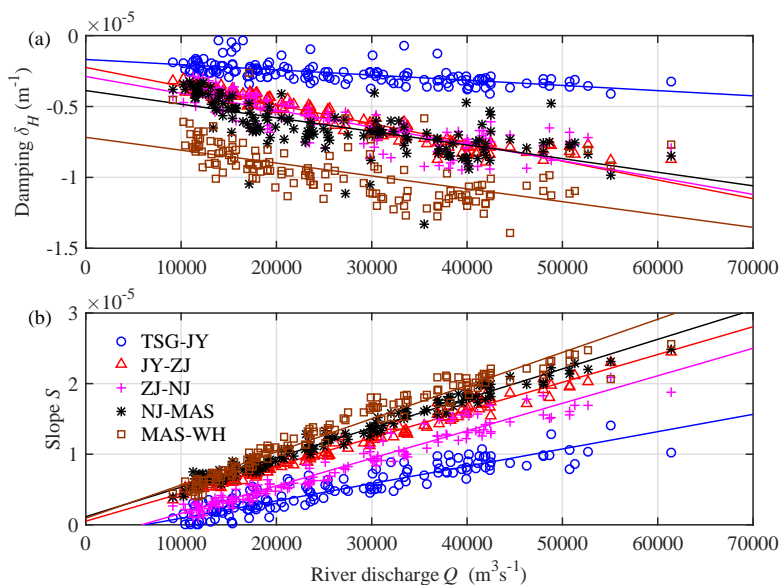 ×10⁻⁵
(a)
0
-0.5
-1
-1.5
Damping δ_H (m⁻¹)
0 10000 20000 30000 40000 50000 60000 70000
×10⁻⁵
(b)
3
2
1
0
Slope S
TSG-JY
JY-ZJ
ZJ-NJ
NJ-MAS
MAS-WH
0 10000 20000 30000 40000 50000 60000 70000
River discharge Q (m³s⁻¹)